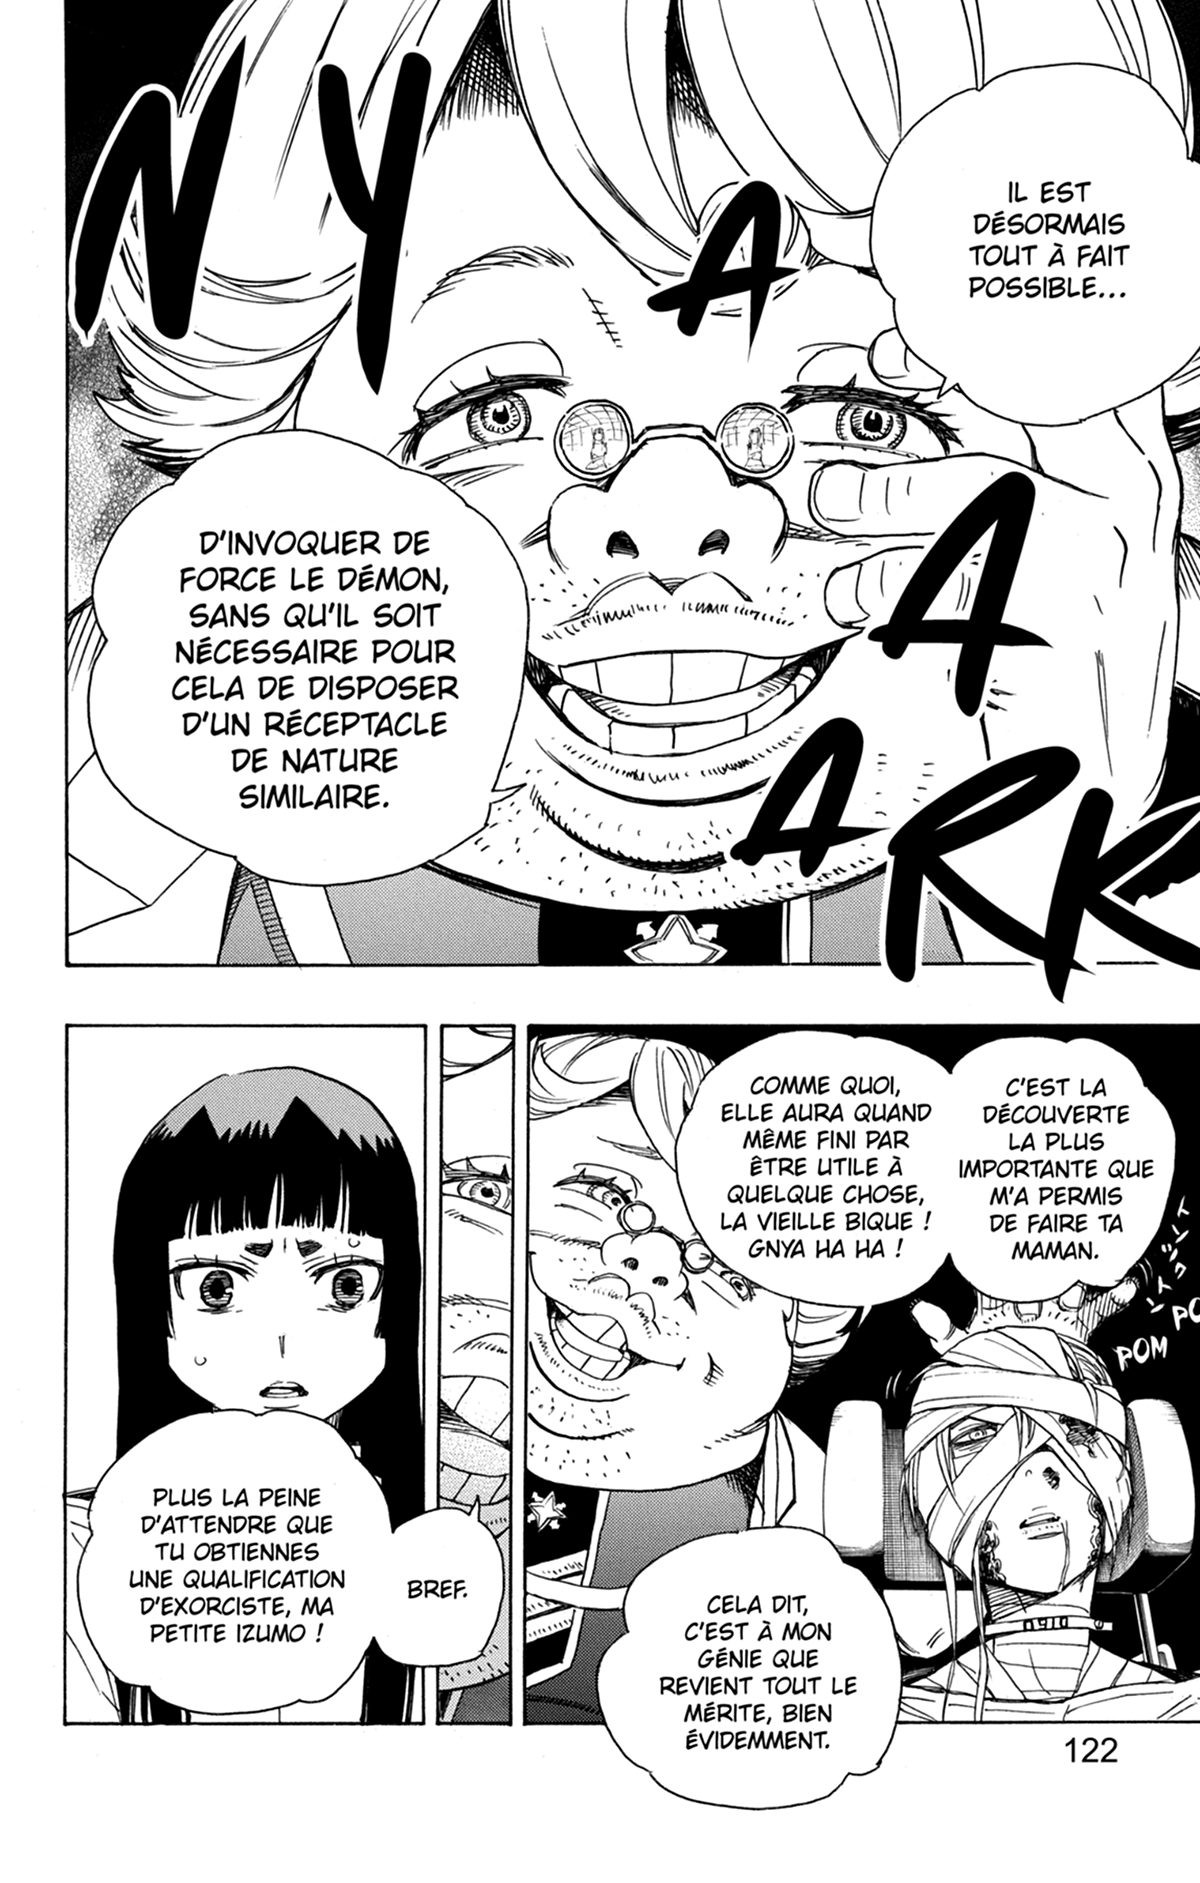 IL EST
DÉSORMAIS
TOUT À FAIT
POSSIBLE...
NYAAARK
D'INVOQUER DE
FORCE LE DÉMON,
SANS QU'IL SOIT
NÉCESSAIRE POUR
CELA DE DISPOSER
D'UN RÉCEPTACLE
DE NATURE
SIMILAIRE.
C'EST LA
DÉCOUVERTE
LA PLUS
IMPORTANTE QUE
M'A PERMIS
DE FAIRE TA
MAMAN.
COMME QUOI,
ELLE AURA QUAND
MÊME FINI PAR
ÊTRE UTILE À
QUELQUE CHOSE,
LA VIEILLE BIQUE !
GNYA HA HA !
POM
0910
CELA DIT,
C'EST À MON
GÉNIE QUE
REVIENT TOUT LE
MÉRITE, BIEN
ÉVIDEMMENT.
BREF.
PLUS LA PEINE
D'ATTENDRE QUE
TU OBTIENNES
UNE QUALIFICATION
D'EXORCISTE, MA
PETITE IZUMO !
122